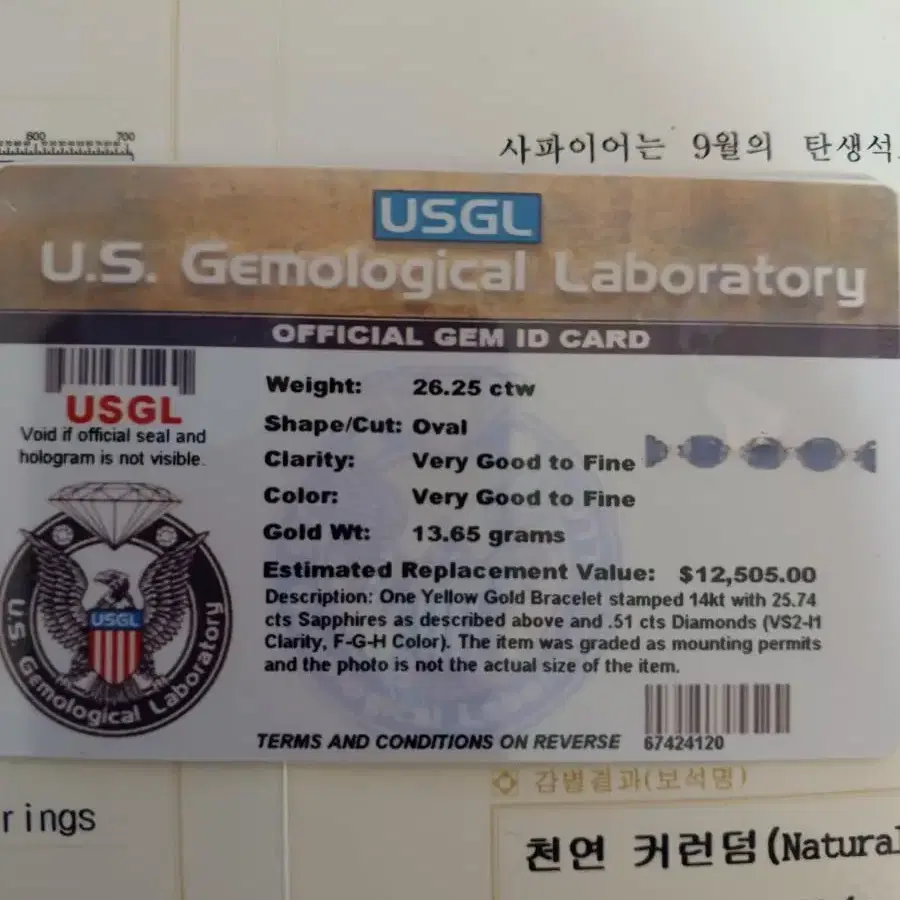 800 700
사파이어는 9월의 탄생석
USGL
U.S. Gemological Laboratory
OFFICIAL GEM ID CARD
USGL
Void if official seal and
hologram is not visible.
Weight: 26.25 ctw
Shape/Cut: Oval
Clarity: Very Good to Fine
Color: Very Good to Fine
Gold Wt: 13.65 grams
Estimated Replacement Value: $12,505.00
Description: One Yellow Gold Bracelet stamped 14kt with 25.74
cts Sapphires as described above and .51 cts Diamonds (VS2-I1
Clarity, F-G-H Color). The item was graded as mounting permits
and the photo is not the actual size of the item.
USGL
U.S. Gemological Laboratory
TERMS AND CONDITIONS ON REVERSE 67424120
감별결과(보석명)
rings
천연 커런덤(Natural